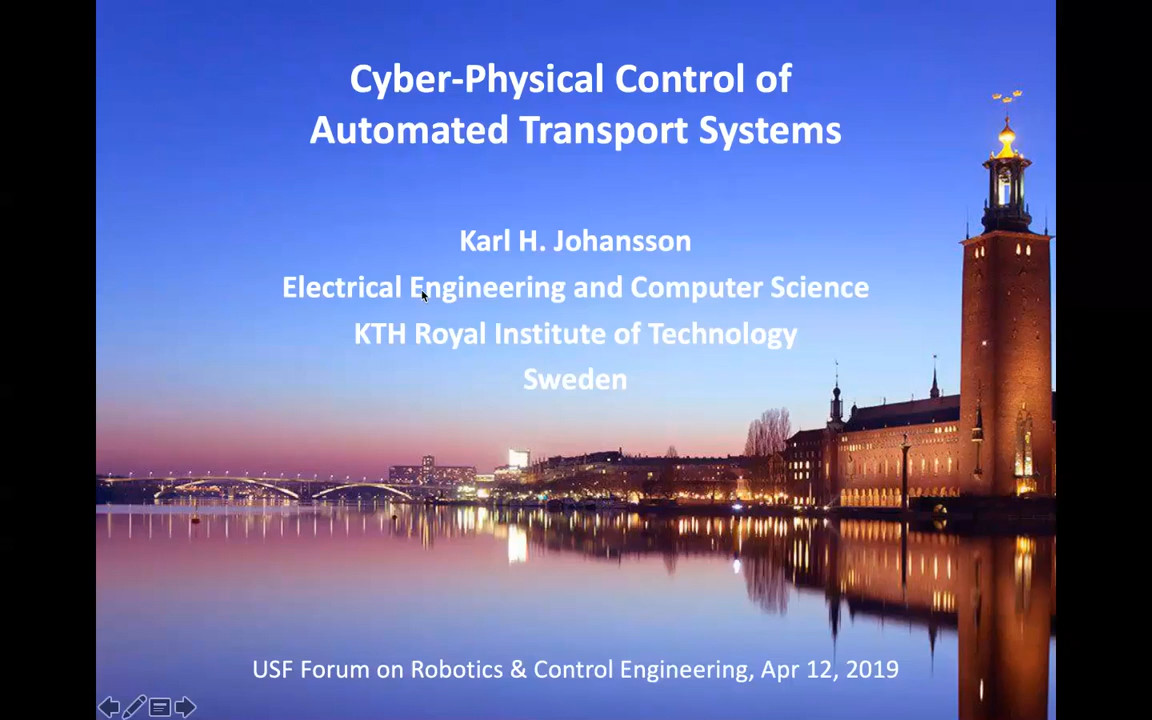 Cyber-Physical Control of
Automated Transport Systems
Karl H. Johansson
Electrical Engineering and Computer Science
KTH Royal Institute of Technology
Sweden
USF Forum on Robotics & Control Engineering, Apr 12, 2019